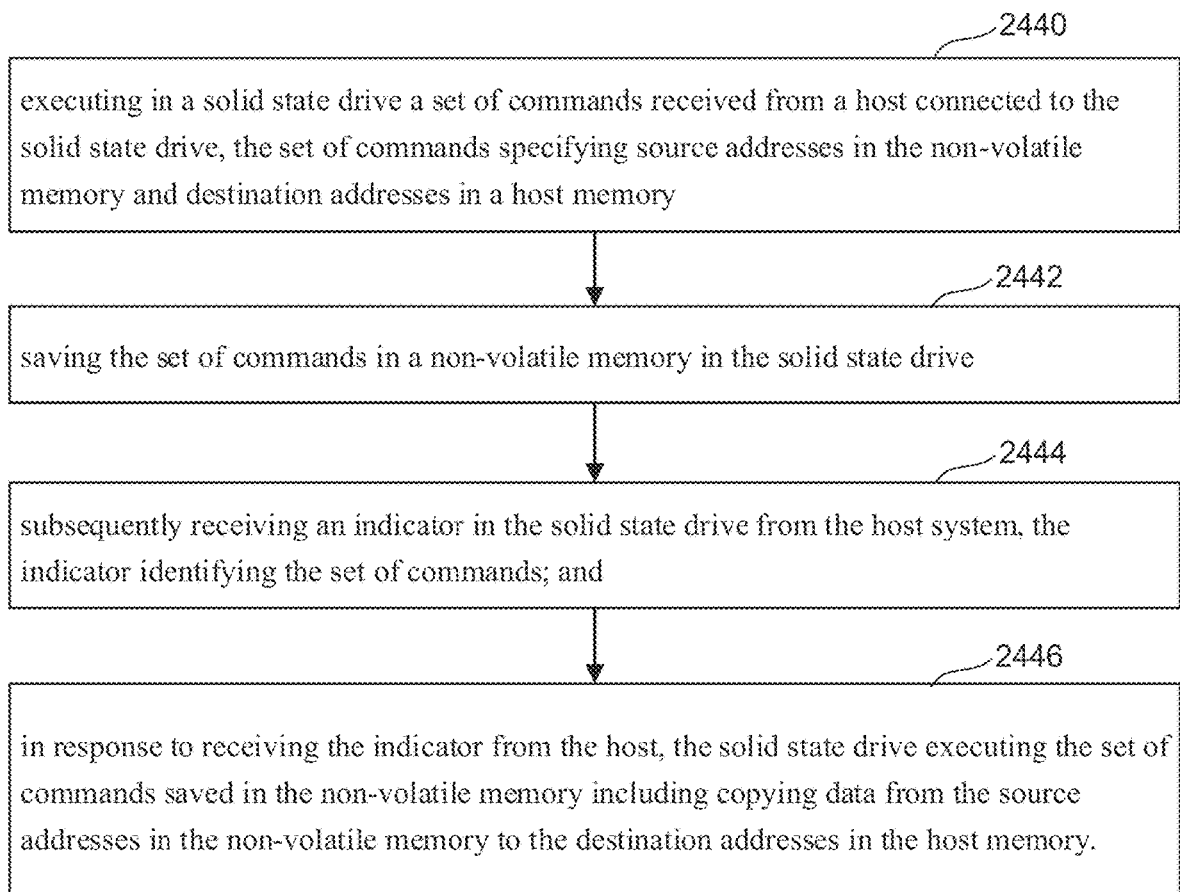 2440
executing in a solid state drive a set of commands received from a host connected to the
solid state drive, the set of commands specifying source addresses in the non-volatile
memory and destination addresses in a host memory
2442
saving the set of commands in a non-volatile memory in the solid state drive
2444
subsequently receiving an indicator in the solid state drive from the host system, the
indicator identifying the set of commands; and
2446
in response to receiving the indicator from the host, the solid state drive executing the set of
commands saved in the non-volatile memory including copying data from the source
addresses in the non-volatile memory to the destination addresses in the host memory.